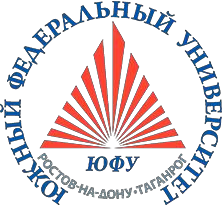 ЮЖНЫЙ ФЕДЕРАЛЬНЫЙ УНИВЕРСИТЕТ
ЮФУ
РОСТОВ-НА-ДОНУ·ТАГАНРОГ